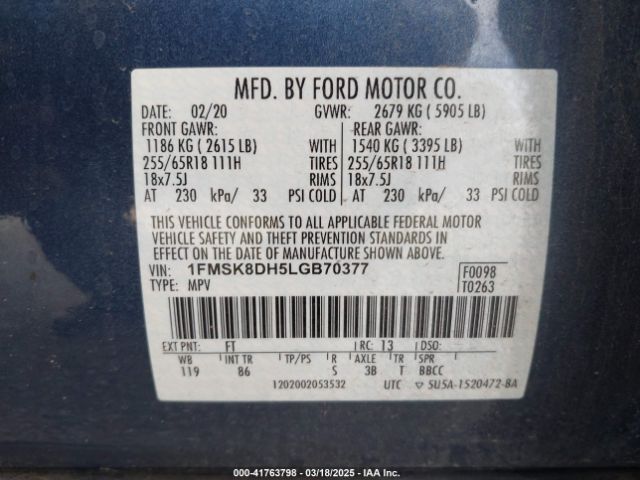 MFD. BY FORD MOTOR CO.
DATE: 02/20 GVWR: 2679 KG ( 5905 LB)
FRONT GAWR: REAR GAWR:
1186 KG ( 2615 LB) WITH 1540 KG ( 3395 LB) WITH
255/65R18 111H TIRES 255/65R18 111H TIRES
18x7.5J RIMS 18x7.5J RIMS
AT 230 kPa/ 33 PSI COLD AT 230 kPa/ 33 PSI COLD
THIS VEHICLE CONFORMS TO ALL APPLICABLE FEDERAL MOTOR
VEHICLE SAFETY AND THEFT PREVENTION STANDARDS IN
EFFECT ON THE DATE OF MANUFACTURE SHOWN ABOVE.
VIN: 1FMSK8DH5LGB70377 F0098
TYPE: MPV T0263
EXT PNT: FT RC: 13 DSO:
WB INT TR TP/PS R AXLE TR SPR
119 86 S 3B T BBCC
1202002053532 UTC ▽ 5U5A-1520472-BA
000-41763798 - 03/18/2025 - IAA Inc.